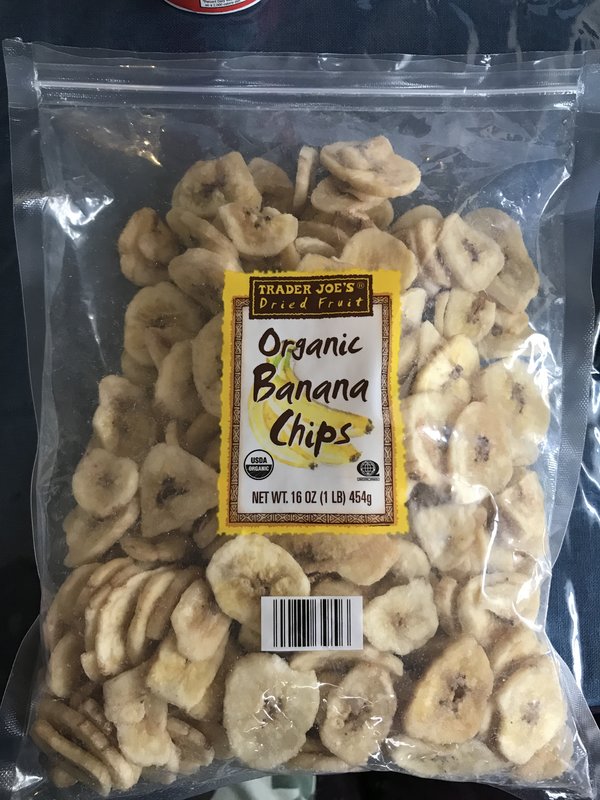 TRADER JOE'S®
Dried Fruit
Organic
Banana
Chips
USDA
ORGANIC
NET WT. 16 OZ (1 LB) 454g